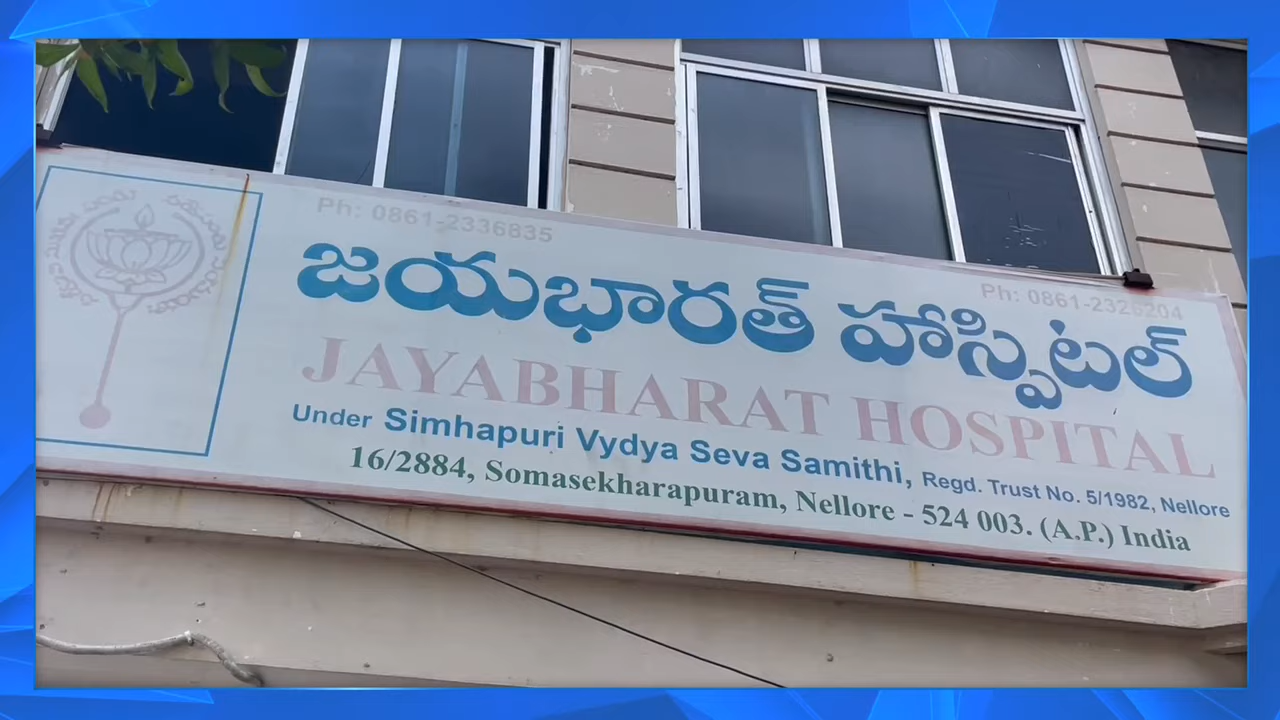 Ph: 0861-2336835
Ph: 0861-2326204
జయభారత్ హాస్పిటల్
JAYABHARAT HOSPITAL
Under Simhapuri Vydya Seva Samithi, Regd. Trust No. 5/1982, Nellore
16/2884, Somasekharapuram, Nellore - 524 003. (A.P.) India